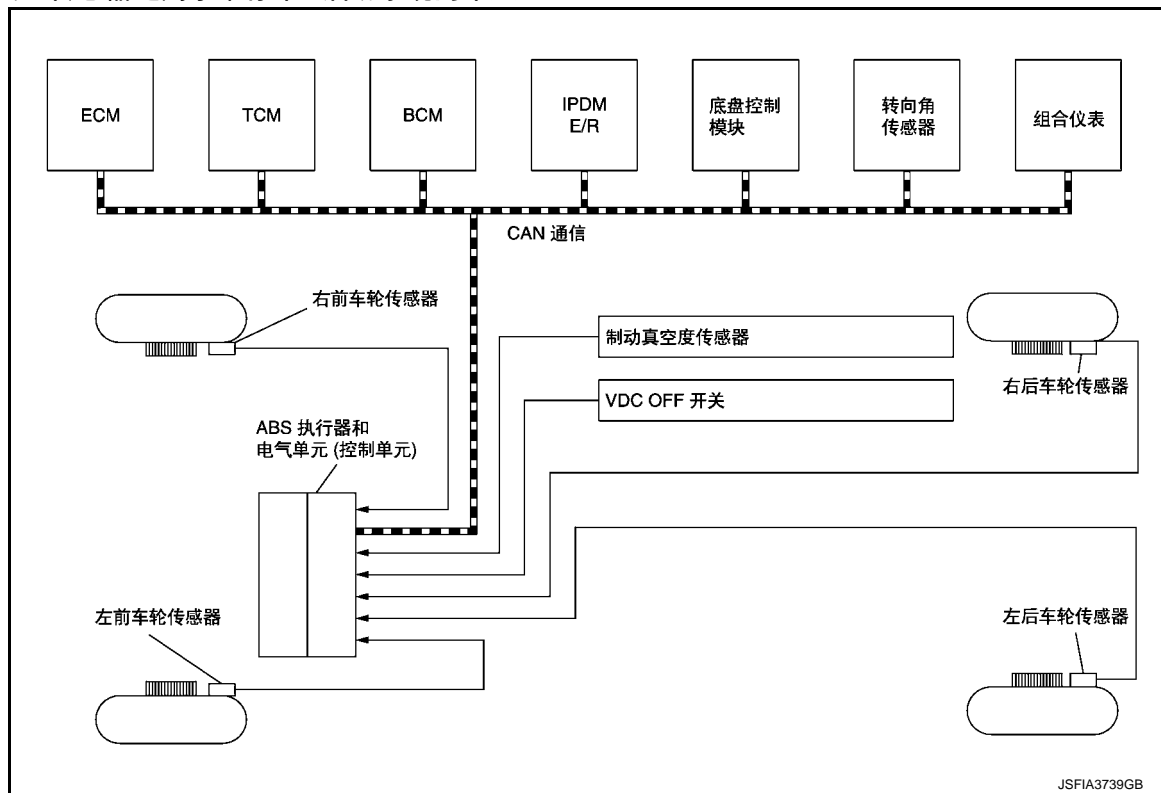 ECM
TCM
BCM
IPDM
E/R
底盘控制
模块
转向角
传感器
组合仪表
CAN 通信
右前车轮传感器
制动真空度传感器
右后车轮传感器
VDC OFF 开关
ABS 执行器和
电气单元 (控制单元)
左前车轮传感器
左后车轮传感器
JSFIA3739GB